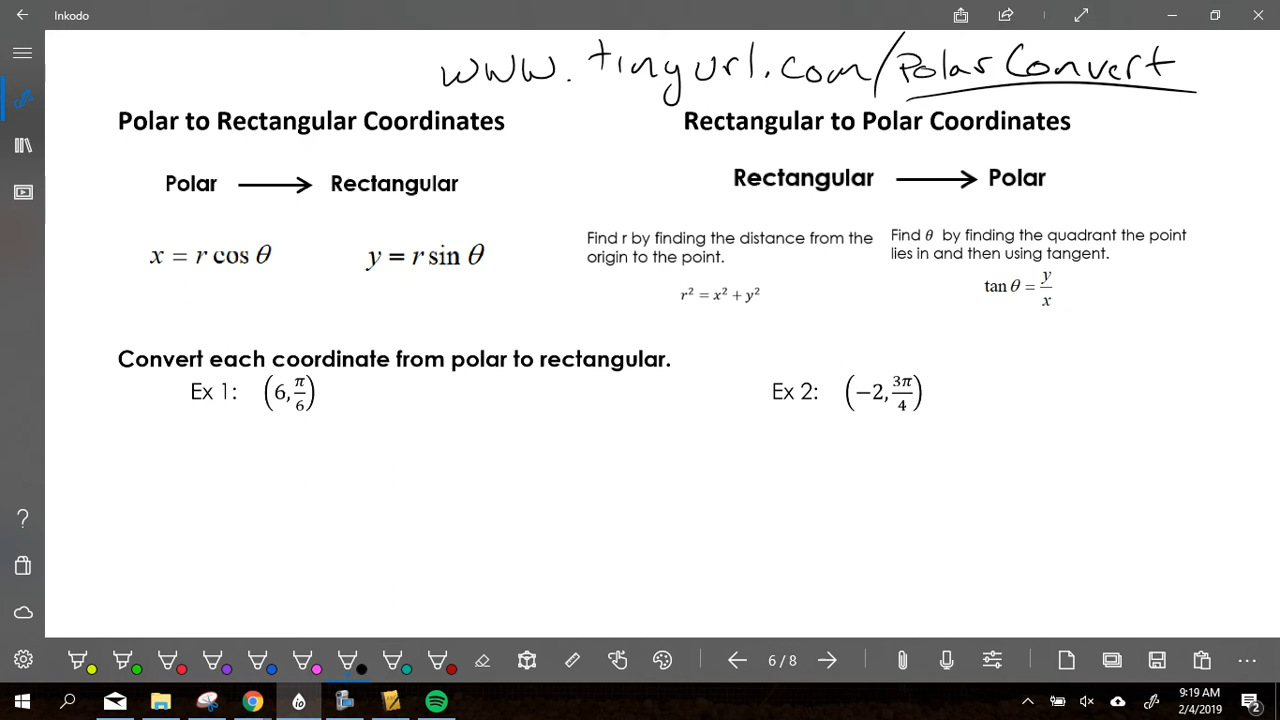 Inkodo
www.tinyurl.com/PolarConvert
Polar to Rectangular Coordinates
Polar → Rectangular
x = r cos θ y = r sin θ
Rectangular to Polar Coordinates
Rectangular → Polar
Find r by finding the distance from the
origin to the point.
r² = x² + y²
Find θ by finding the quadrant the point
lies in and then using tangent.
tan θ = y/x
Convert each coordinate from polar to rectangular.
Ex 1: (6, π/6)
Ex 2: (−2, 3π/4)
6 / 8
9:19 AM
2/4/2019
2